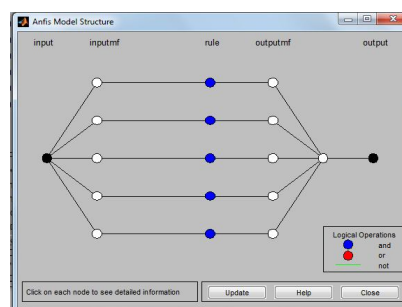 Anfis Model Structure
input inputmf rule outputmf output
Logical Operations
and
or
not
Click on each node to see detailed information
Update Help Close